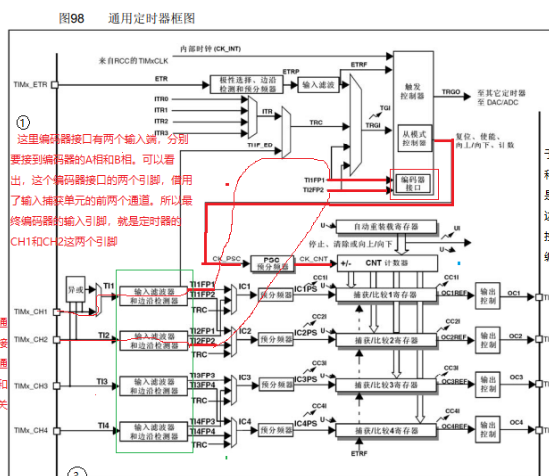 图98 通用定时器框图
内部时钟 (CK_INT)
来自RCC的TIMxCLK
TIMx_ETR
ETR
极性选择、边沿
检测和预分频器
ETRP
输入滤波
ETRF
触发
控制器
TRGO
至其它定时器
至 DAC/ADC
ITR0
ITR1
ITR2
ITR3
ITR
TRC
TRGI
TGI
TI1F_ED
从模式
控制器
复位、使能、
向上/向下、计数
TI1FP1
TI2FP2
编码器
接口
①
这里编码器接口有两个输入端，分别
要接到编码器的A相和B相。可以看
出，这个编码器接口的两个引脚，借用
了输入捕获单元的前两个通道。所以最
终编码器的输入引脚，就是定时器的
CH1和CH2这两个引脚
U
自动重装载寄存器
UI
停止、清除或向上/向下
U
CK_PSC
PSC
预分频器
CK_CNT
+/-
CNT 计数器
异或
TI1
输入滤波器
和边沿检测器
TI1FP1
TI1FP2
TRC
IC1
预分频器
IC1PS
CC1I
U
捕获/比较1寄存器
CC1I
OC1REF
输出
控制
OC1
TIMx_CH1
TIMx_CH2
TI2
输入滤波器
和边沿检测器
TI2FP1
TI2FP2
TRC
IC2
预分频器
IC2PS
CC2I
U
捕获/比较2寄存器
CC2I
OC2REF
输出
控制
OC2
TIMx_CH3
TI3
输入滤波器
和边沿检测器
TI3FP3
TI3FP4
TRC
IC3
预分频器
IC3PS
CC3I
U
捕获/比较3寄存器
CC3I
OC3REF
输出
控制
OC3
TIMx_CH4
TI4
输入滤波器
和边沿检测器
TI4FP3
TI4FP4
TRC
IC4
预分频器
IC4PS
CC4I
U
捕获/比较4寄存器
CC4I
OC4REF
输出
控制
OC4
ETRF
通
接
通
和
关